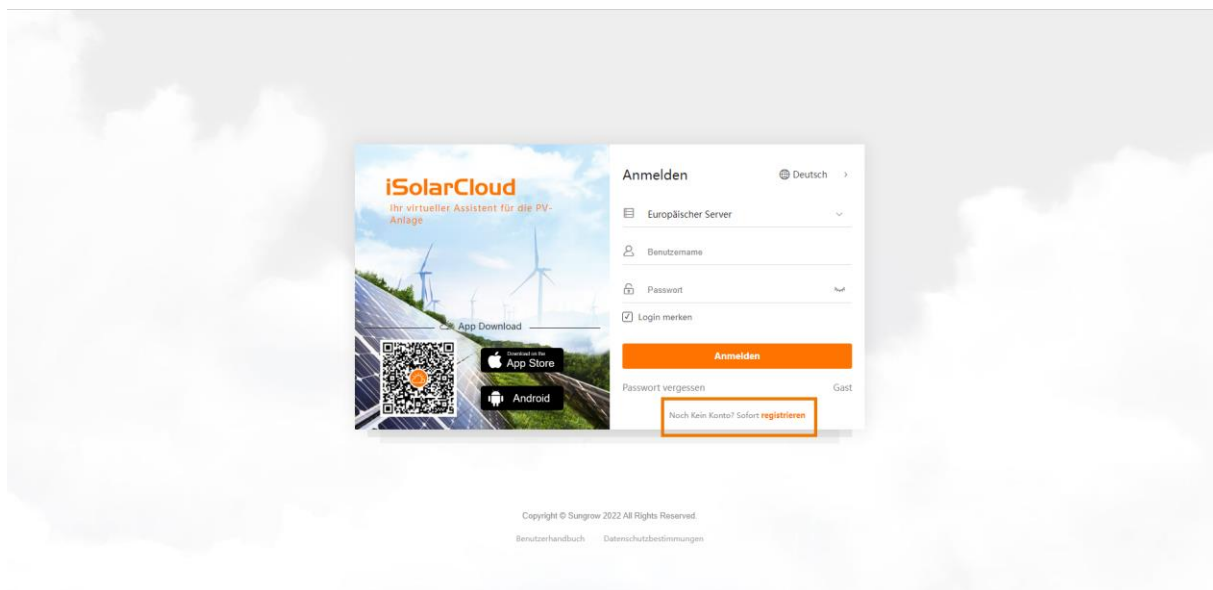 iSolarCloud
Ihr virtueller Assistent für die PV-
Anlage
App Download
Download on the
App Store
Android
Anmelden
Deutsch
Europäischer Server
Benutzername
Passwort
Login merken
Anmelden
Passwort vergessen
Gast
Noch Kein Konto? Sofort registrieren
Copyright © Sungrow 2022 All Rights Reserved.
Benutzerhandbuch
Datenschutzbestimmungen